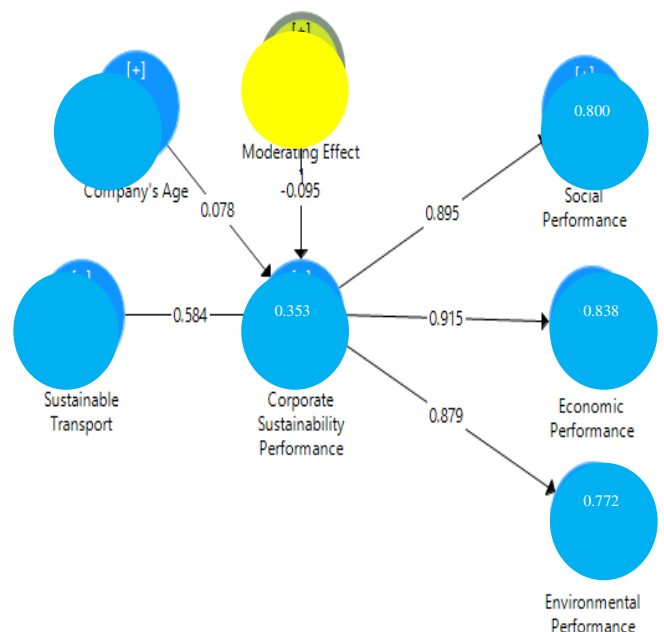 [+]
[+]
[+]
0.800
Moderating Effect
Company's Age
-0.095
Social
Performance
0.078
0.895
0.584
0.353
0.915
0.838
Sustainable
Transport
Corporate
Sustainability
Performance
Economic
Performance
0.879
0.772
Environmental
Performance